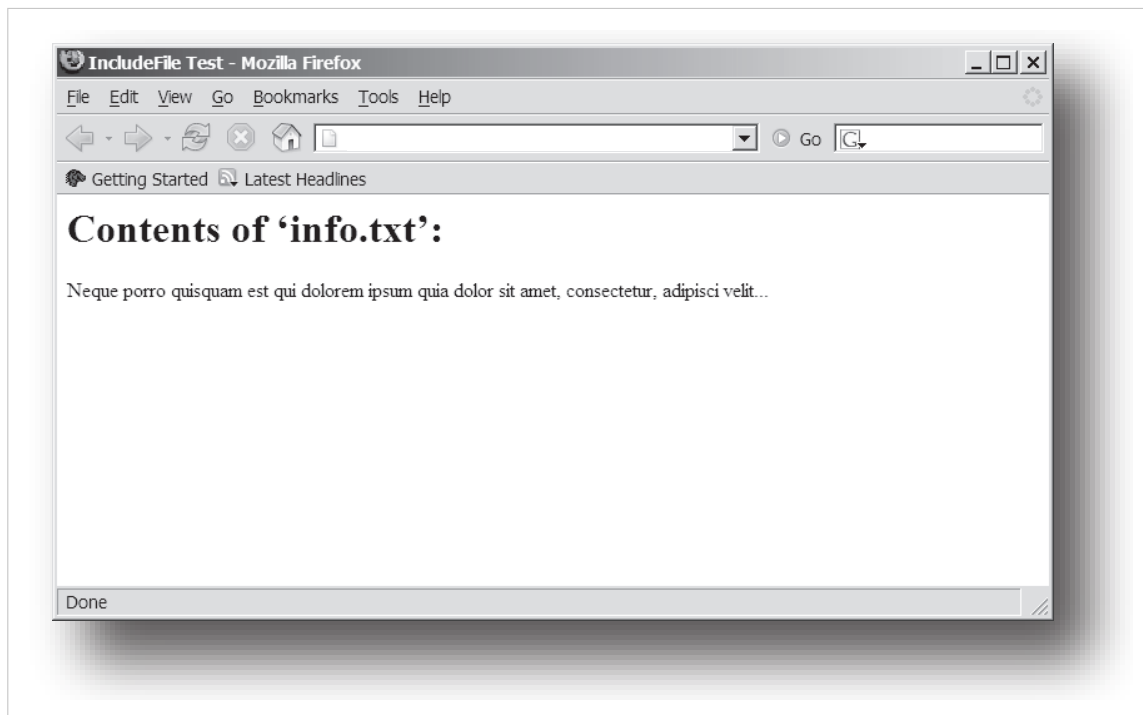 IncludeFile Test - Mozilla Firefox
File Edit View Go Bookmarks Tools Help
Go G
Getting Started Latest Headlines
Contents of ‘info.txt’:
Neque porro quisquam est qui dolorem ipsum quia dolor sit amet, consectetur, adipisci velit...
Done